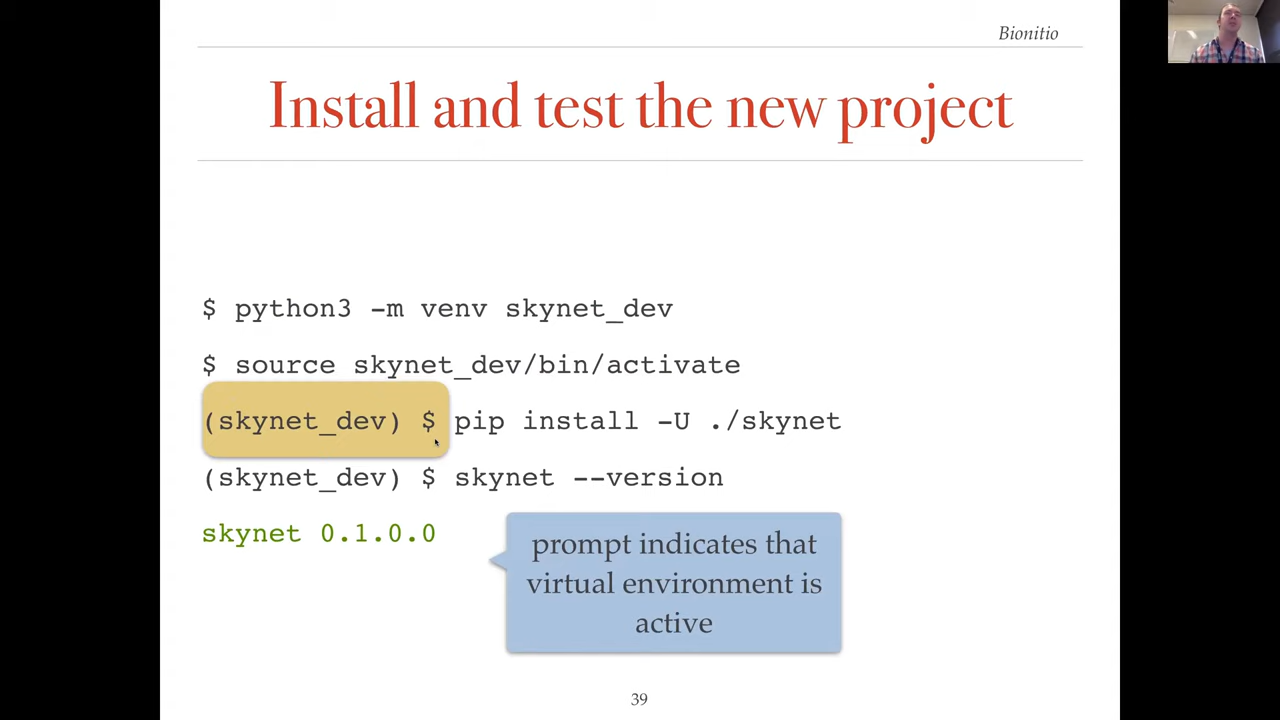 Bionitio
Install and test the new project
$ python3 -m venv skynet_dev
$ source skynet_dev/bin/activate
(skynet_dev) $ pip install -U ./skynet
(skynet_dev) $ skynet --version
skynet 0.1.0.0
prompt indicates that
virtual environment is
active
39